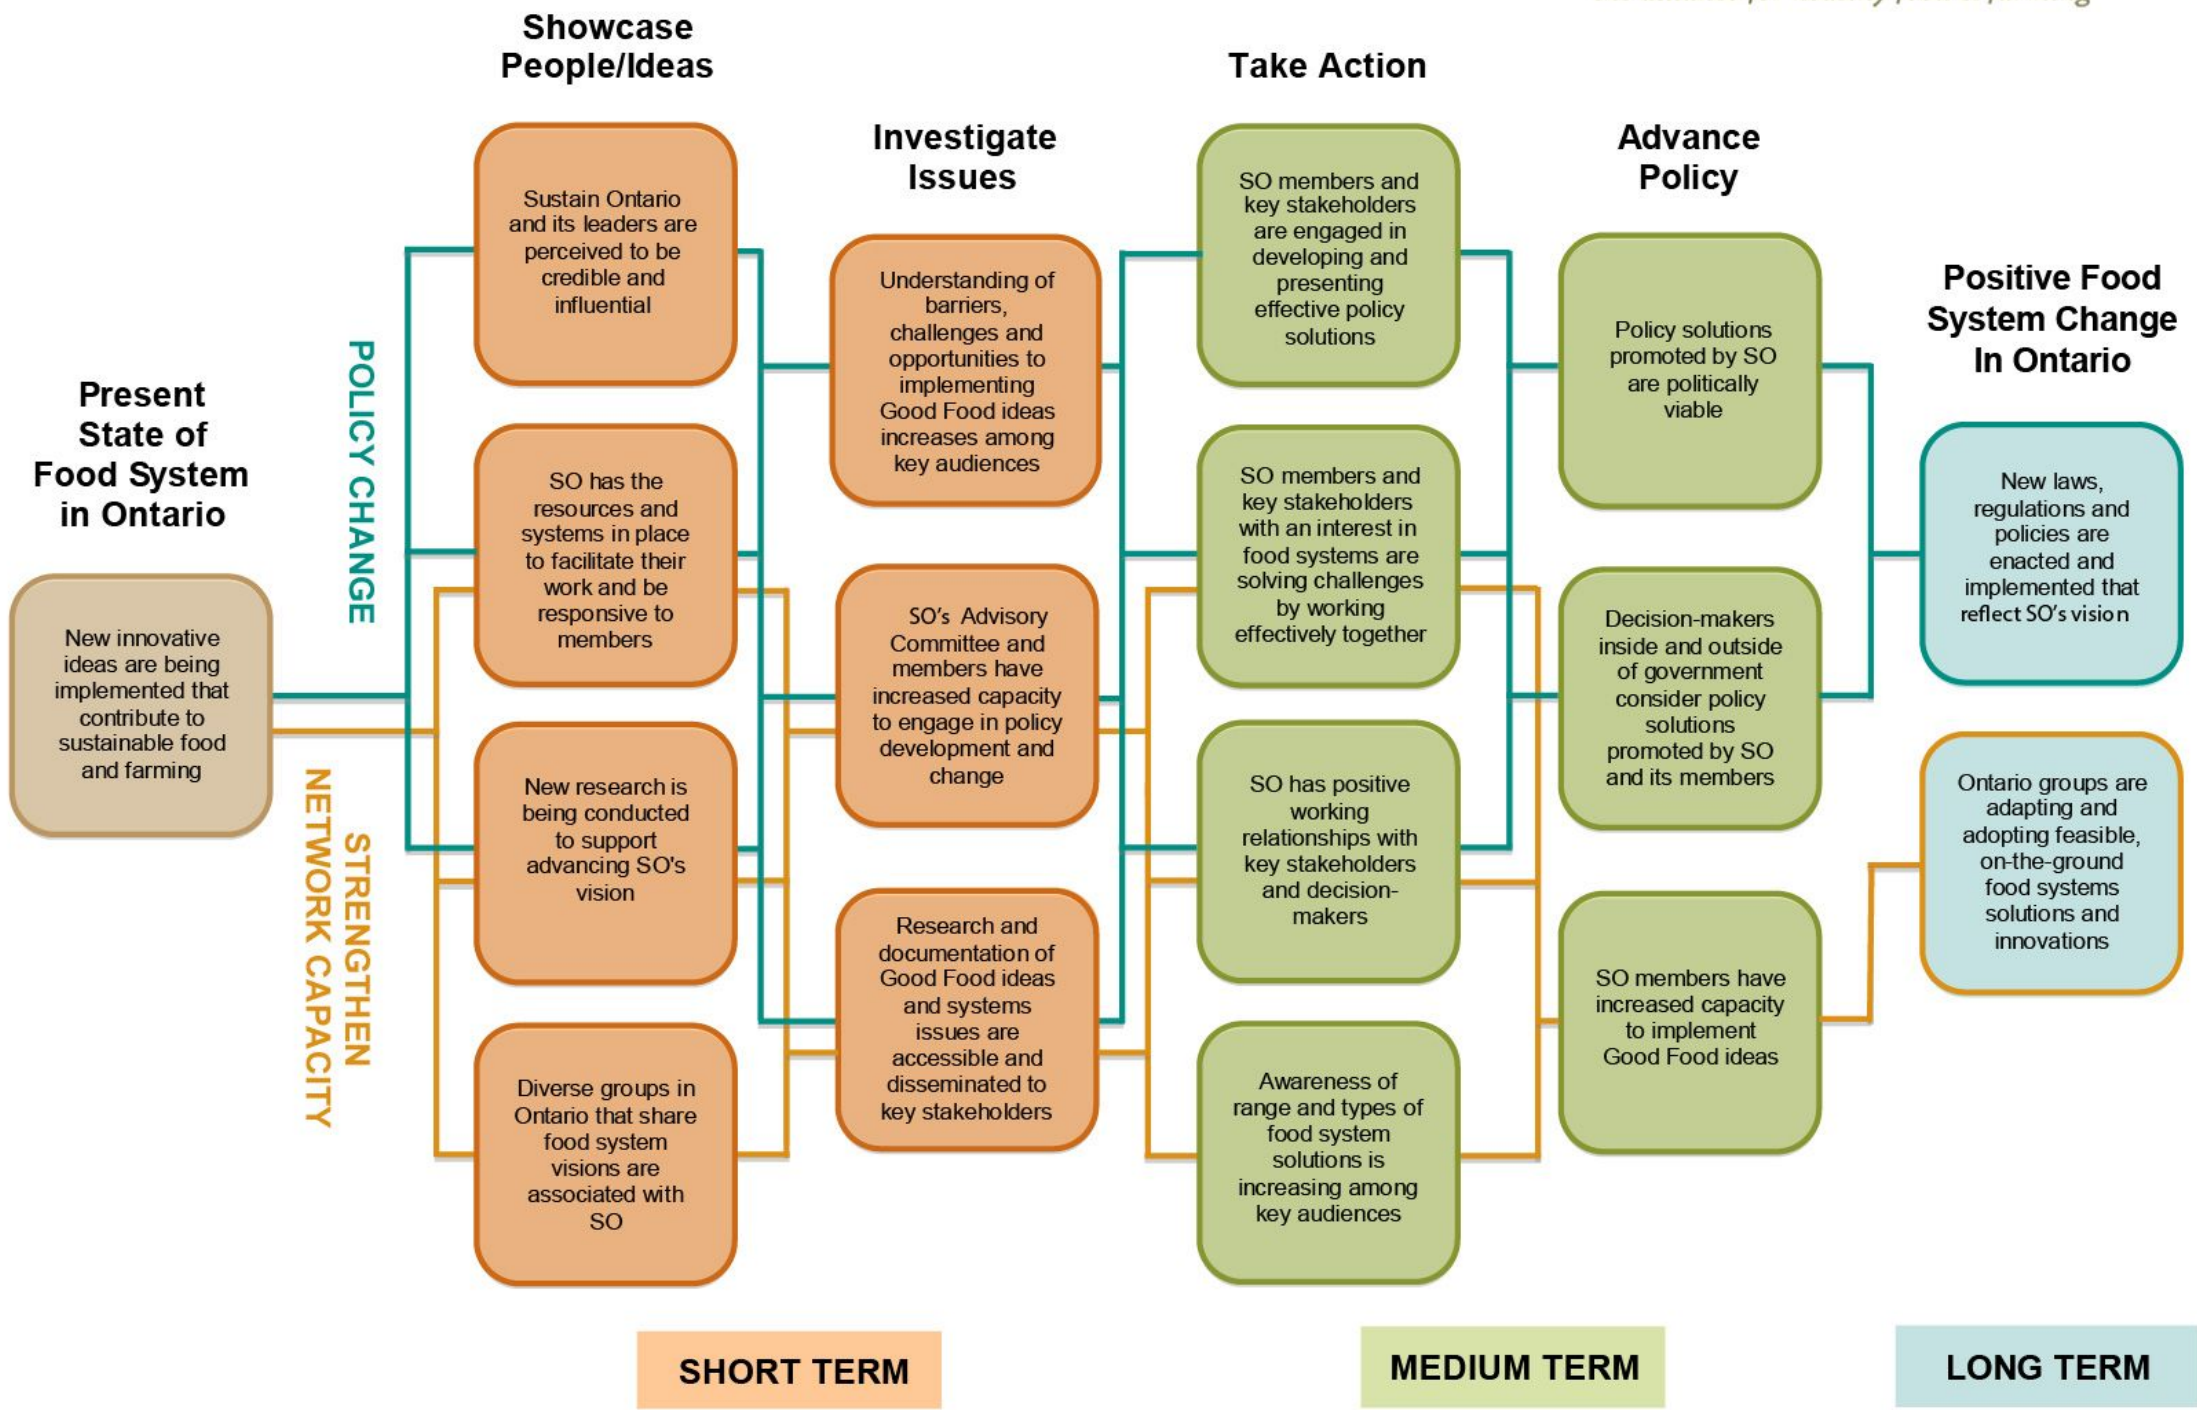 Showcase
People/Ideas
Sustain Ontario
and its leaders are
perceived to be
credible and
influential
SO has the
resources and
systems in place
to facilitate their
work and be
responsive to
members
New research is
being conducted
to support
advancing SO's
vision
Diverse groups in
Ontario that share
food system
visions are
associated with
SO
Present
State of
Food System
in Ontario
New innovative
ideas are being
implemented that
contribute to
sustainable food
and farming
POLICY CHANGE
STRENGTHEN
NETWORK CAPACITY
Investigate
Issues
Understanding of
barriers,
challenges and
opportunities to
implementing
Good Food ideas
increases among
key audiences
SO's Advisory
Committee and
members have
increased capacity
to engage in policy
development and
change
Research and
documentation of
Good Food ideas
and systems
issues are
accessible and
disseminated to
key stakeholders
Take Action
SO members and
key stakeholders
are engaged in
developing and
presenting
effective policy
solutions
SO members and
key stakeholders
with an interest in
food systems are
solving challenges
by working
effectively together
SO has positive
working
relationships with
key stakeholders
and decision-
makers
Awareness of
range and types of
food system
solutions is
increasing among
key audiences
Advance
Policy
Policy solutions
promoted by SO
are politically
viable
Decision-makers
inside and outside
of government
consider policy
solutions
promoted by SO
and its members
SO members have
increased capacity
to implement
Good Food ideas
Positive Food
System Change
In Ontario
New laws,
regulations and
policies are
enacted and
implemented that
reflect SO's vision
Ontario groups are
adapting and
adopting feasible,
on-the-ground
food systems
solutions and
innovations
SHORT TERM
MEDIUM TERM
LONG TERM